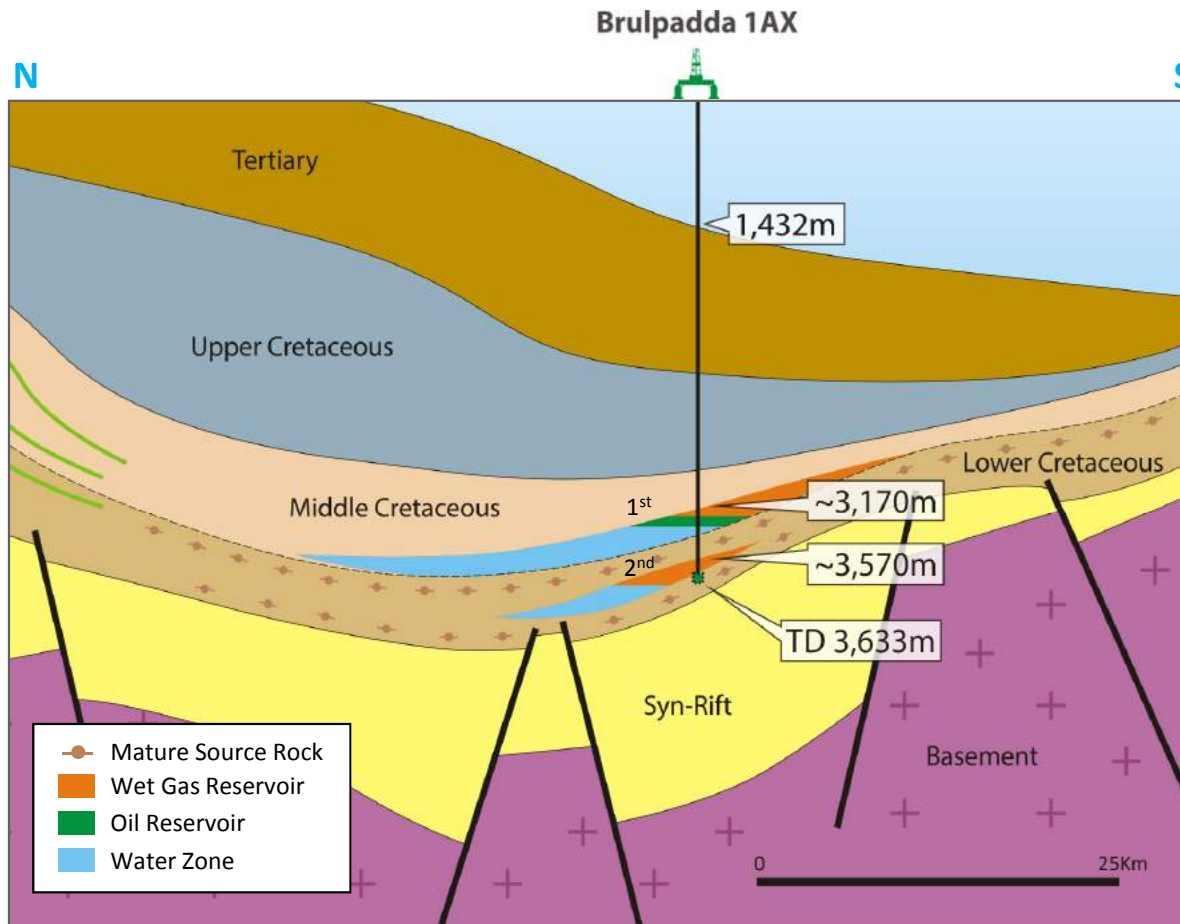 Brulpadda 1AX
N
S
Tertiary
1,432m
Upper Cretaceous
Lower Cretaceous
Middle Cretaceous
1st
~3,170m
2nd
~3,570m
TD 3,633m
Syn-Rift
Basement
Mature Source Rock
Wet Gas Reservoir
Oil Reservoir
Water Zone
0
25Km